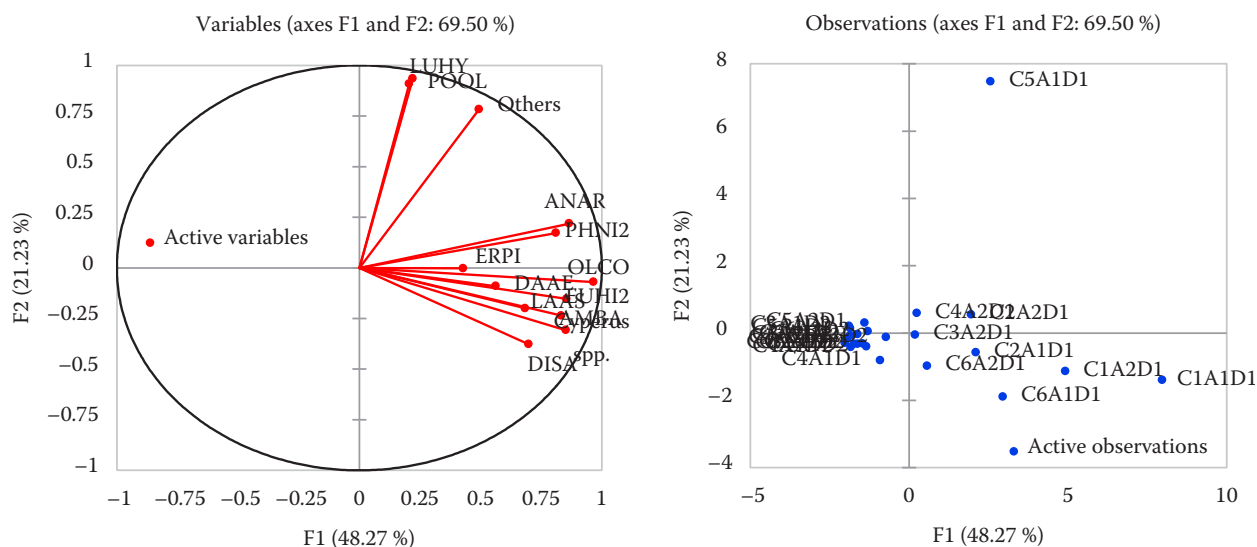 Variables (axes F1 and F2: 69.50 %)
1
0.75
0.5
0.25
0
−0.25
−0.5
−0.75
−1
F2 (21.23 %)
LUHY
POOL
Others
ANAR
PHNI2
ERPI
OLCO
DAAE
EUHI2
LAAS
AMBA
Cyperus
spp.
DISA
Active variables
−1
−0.75
−0.5
−0.25
0
0.25
0.5
0.75
1
F1 (48.27 %)
Observations (axes F1 and F2: 69.50 %)
8
6
4
2
0
−2
−4
F2 (21.23 %)
C5A1D1
C4A2D1
C5A2D1
C3A2D1
C2A1D1
C4A1D1
C6A2D1
C1A2D1
C1A1D1
C6A1D1
Active observations
−5
0
5
10
F1 (48.27 %)